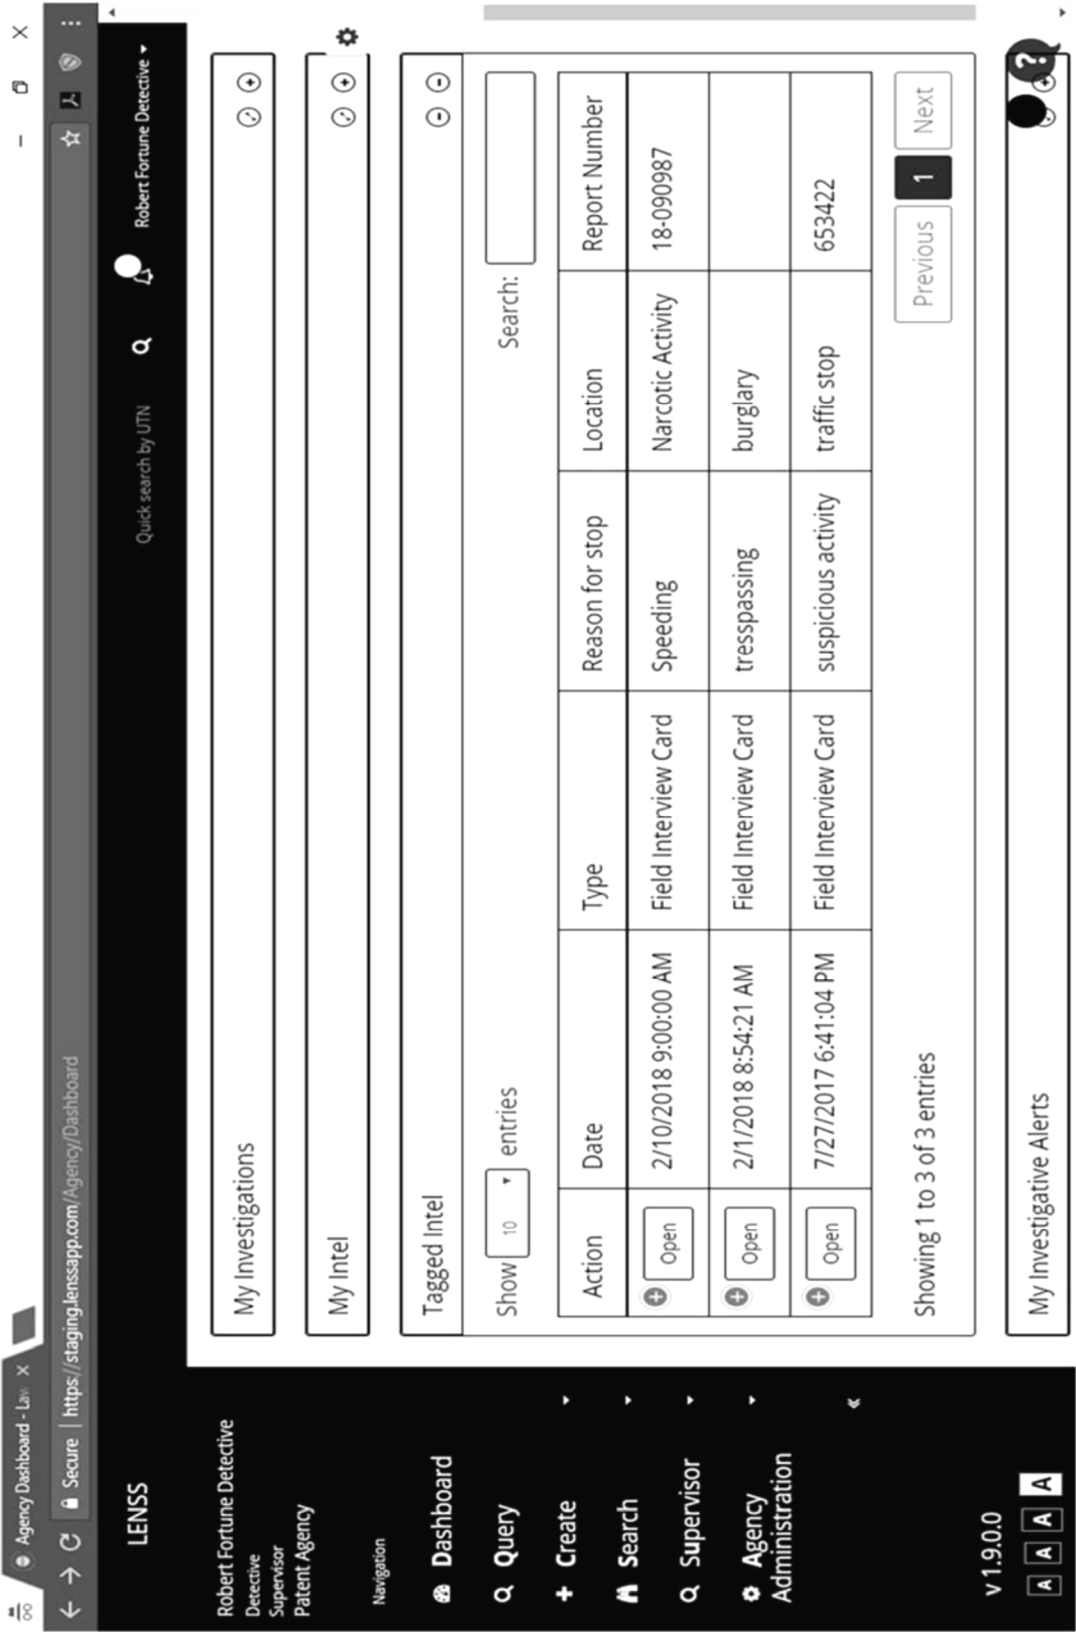 Agency Dashboard - Law
Secure | https://staging.lenssapp.com/Agency/Dashboard
LENSS
Quick search by UTN
Robert Fortune Detective
Robert Fortune Detective
Detective
Supervisor
Patent Agency
Navigation
Dashboard
Query
Create
Search
Supervisor
Agency
Administration
v 1.9.0.0
A A A A
My Investigations
My Intel
Tagged Intel
Show 10 entries
Search:
Action Date Type Reason for stop Location Report Number
Open 2/10/2018 9:00:00 AM Field Interview Card Speeding Narcotic Activity 18-090987
Open 2/1/2018 8:54:21 AM Field Interview Card tresspassing burglary
Open 7/27/2017 6:41:04 PM Field Interview Card suspicious activity traffic stop 653422
Showing 1 to 3 of 3 entries
Previous 1 Next
My Investigative Alerts
?